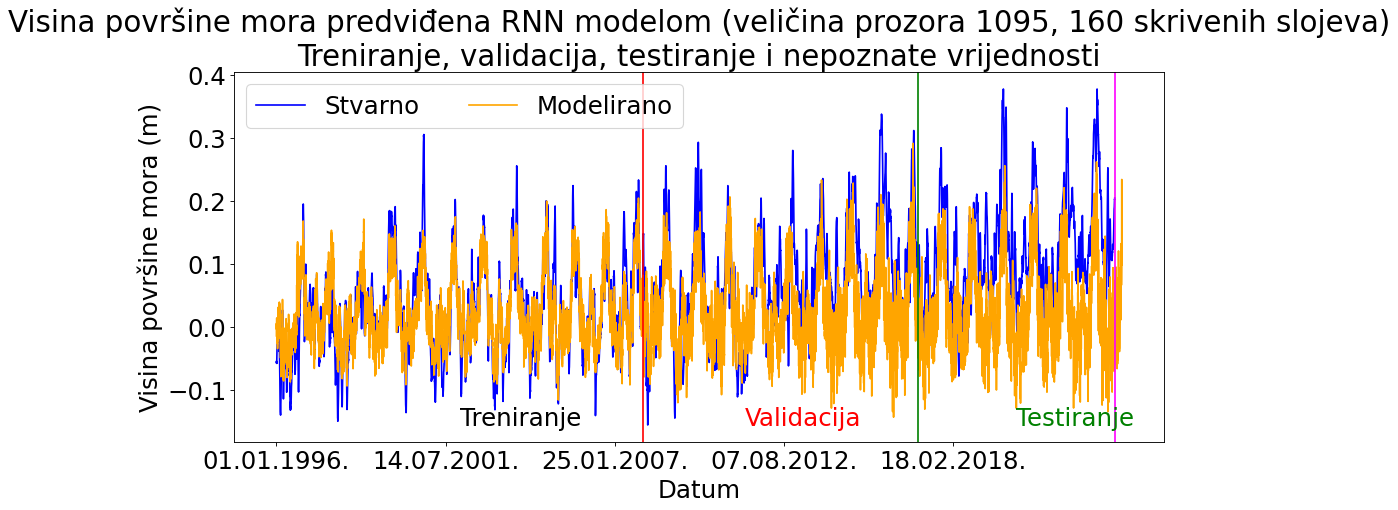 Visina površine mora predviđena RNN modelom (veličina prozora 1095, 160 skrivenih slojeva)
Treniranje, validacija, testiranje i nepoznate vrijednosti
Stvarno
Modelirano
Visina površine mora (m)
0.4
0.3
0.2
0.1
0.0
−0.1
Treniranje
Validacija
Testiranje
01.01.1996.
14.07.2001.
25.01.2007.
07.08.2012.
18.02.2018.
Datum